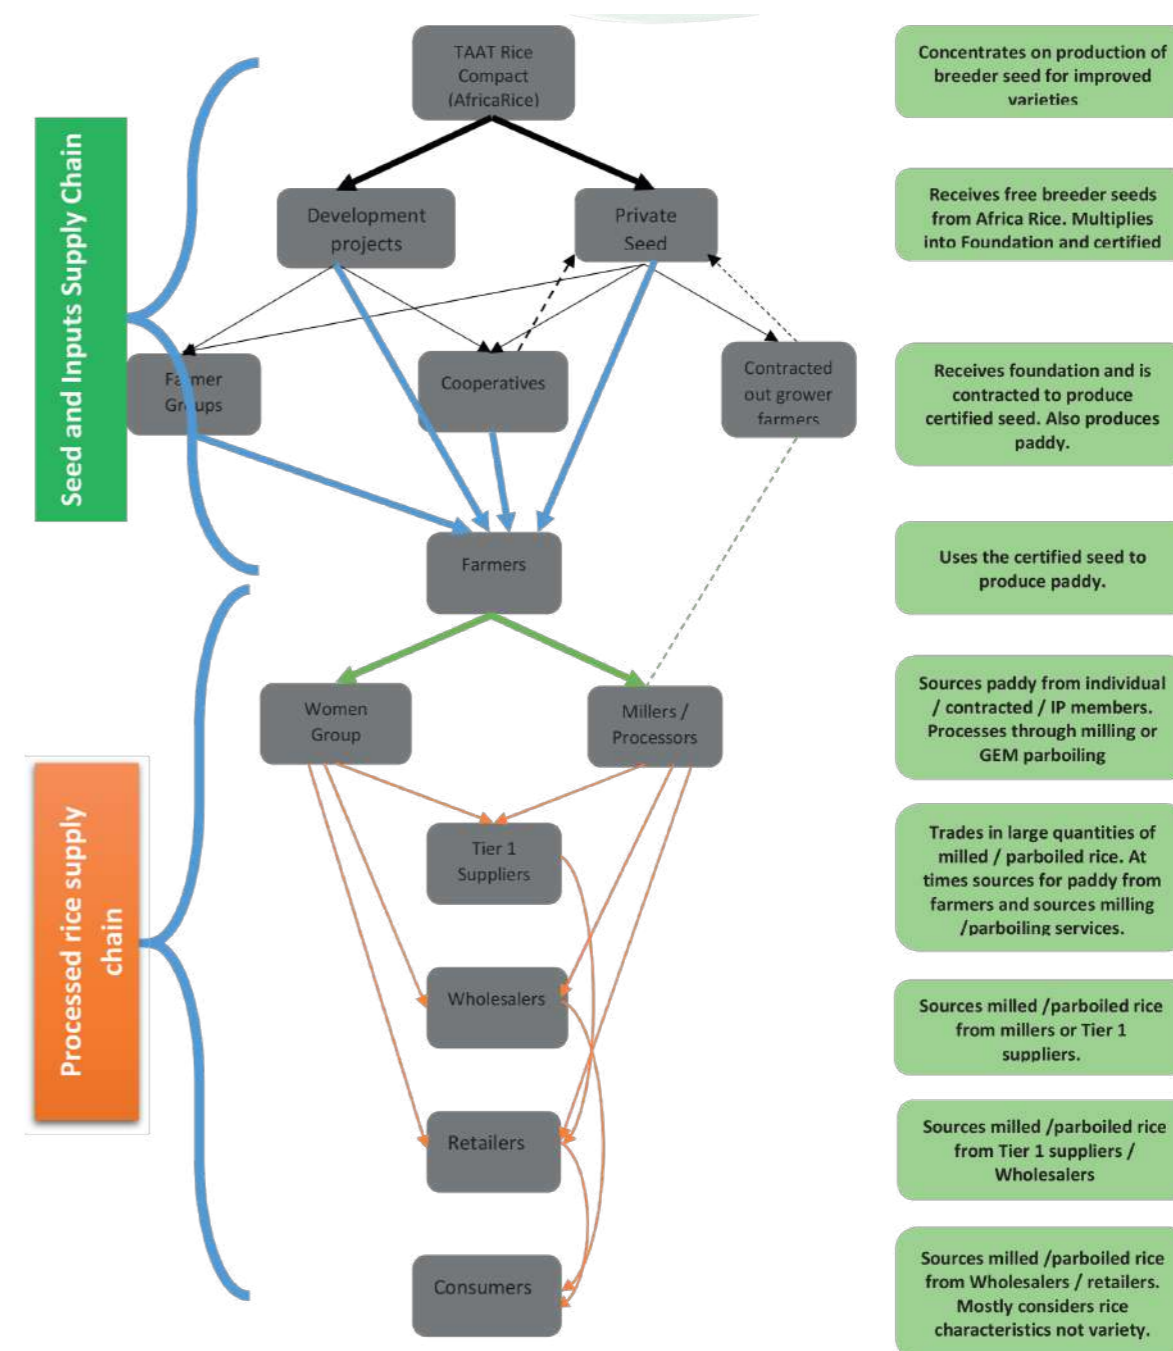 TAAT Rice
Compact
(AfricaRice)
Concentrates on production of
breeder seed for improved
varieties
Seed and Inputs Supply Chain
Development
projects
Private
Seed
Receives free breeder seeds
from Africa Rice. Multiplies
into Foundation and certified
Farmer
Groups
Cooperatives
Contracted
out grower
farmers
Receives foundation and is
contracted to produce
certified seed. Also produces
paddy.
Farmers
Uses the certified seed to
produce paddy.
Women
Group
Millers /
Processors
Sources paddy from individual
/ contracted / IP members.
Processes through milling or
GEM parboiling
Processed rice supply
chain
Tier 1
Suppliers
Trades in large quantities of
milled / parboiled rice. At
times sources for paddy from
farmers and sources milling
/parboiling services.
Wholesalers
Sources milled /parboiled rice
from millers or Tier 1
suppliers.
Retailers
Sources milled /parboiled rice
from Tier 1 suppliers /
Wholesalers
Consumers
Sources milled /parboiled rice
from Wholesalers / retailers.
Mostly considers rice
characteristics not variety.